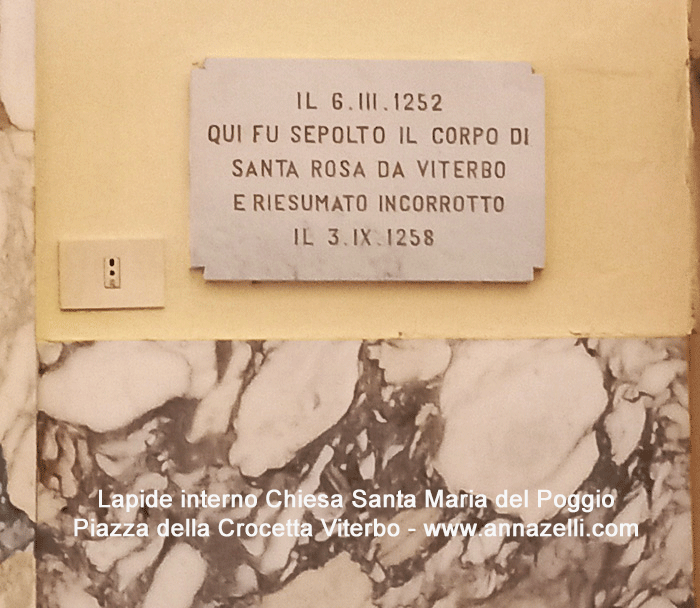 IL 6.III.1252
QUI FU SEPOLTO IL CORPO DI
SANTA ROSA DA VITERBO
E RIESUMATO INCORROTTO
IL 3.IX.1258
Lapide interno Chiesa Santa Maria del Poggio
Piazza della Crocetta Viterbo - www.annazelli.com